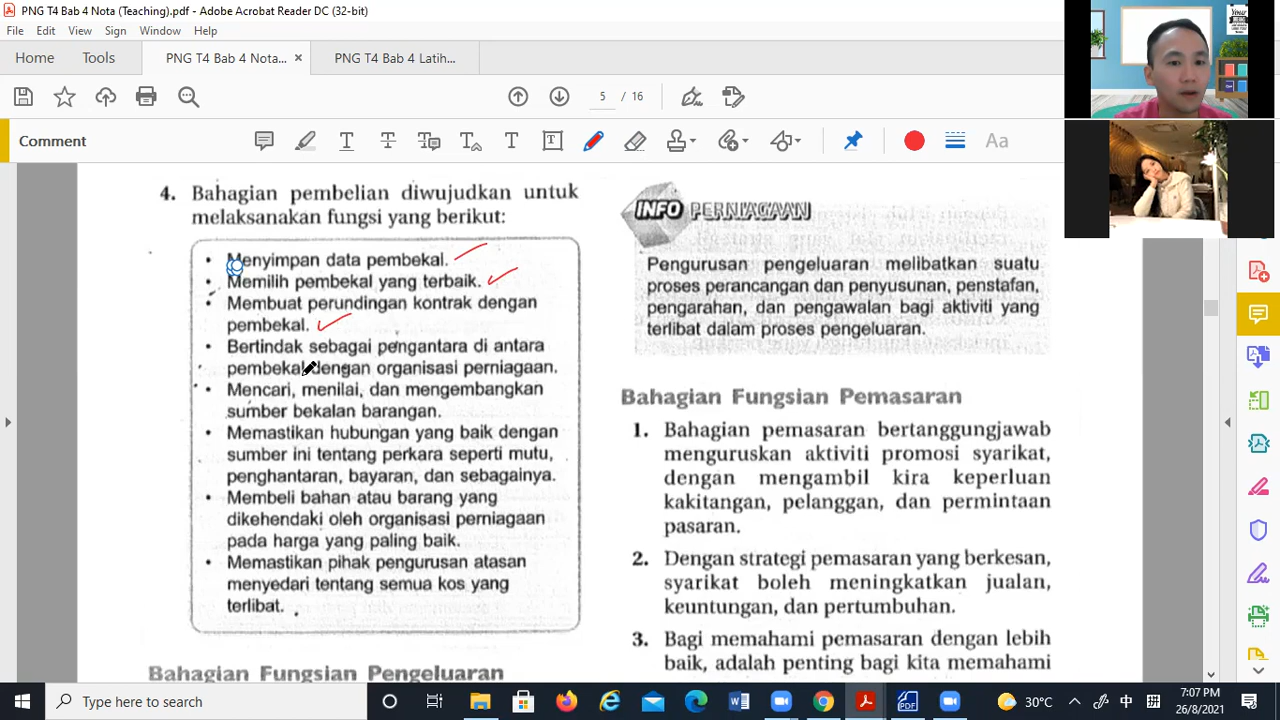 PNG T4 Bab 4 Nota (Teaching).pdf - Adobe Acrobat Reader DC (32-bit)
File Edit View Sign Window Help
Home Tools PNG T4 Bab 4 Nota... × PNG T4 Bab 4 Latih...
5 / 16
Comment
Aa
4. Bahagian pembelian diwujudkan untuk
melaksanakan fungsi yang berikut:
• Menyimpan data pembekal.
• Memilih pembekal yang terbaik.
• Membuat perundingan kontrak dengan
pembekal.
• Bertindak sebagai pengantara di antara
pembekal dengan organisasi perniagaan.
• Mencari, menilai, dan mengembangkan
sumber bekalan barangan.
• Memastikan hubungan yang baik dengan
sumber ini tentang perkara seperti mutu,
penghantaran, bayaran, dan sebagainya.
• Membeli bahan atau barang yang
dikehendaki oleh organisasi perniagaan
pada harga yang paling baik.
• Memastikan pihak pengurusan atasan
menyedari tentang semua kos yang
terlibat.
Bahagian Fungsian Pengeluaran
INFO PERNIAGAAN
Pengurusan pengeluaran melibatkan suatu
proses perancangan dan penyusunan, penstafan,
pengarahan, dan pengawalan bagi aktiviti yang
terlibat dalam proses pengeluaran.
Bahagian Fungsian Pemasaran
1. Bahagian pemasaran bertanggungjawab
menguruskan aktiviti promosi syarikat,
dengan mengambil kira keperluan
kakitangan, pelanggan, dan permintaan
pasaran.
2. Dengan strategi pemasaran yang berkesan,
syarikat boleh meningkatkan jualan,
keuntungan, dan pertumbuhan.
3. Bagi memahami pemasaran dengan lebih
baik, adalah penting bagi kita memahami
Type here to search
30°C
中 拼
7:07 PM
26/8/2021